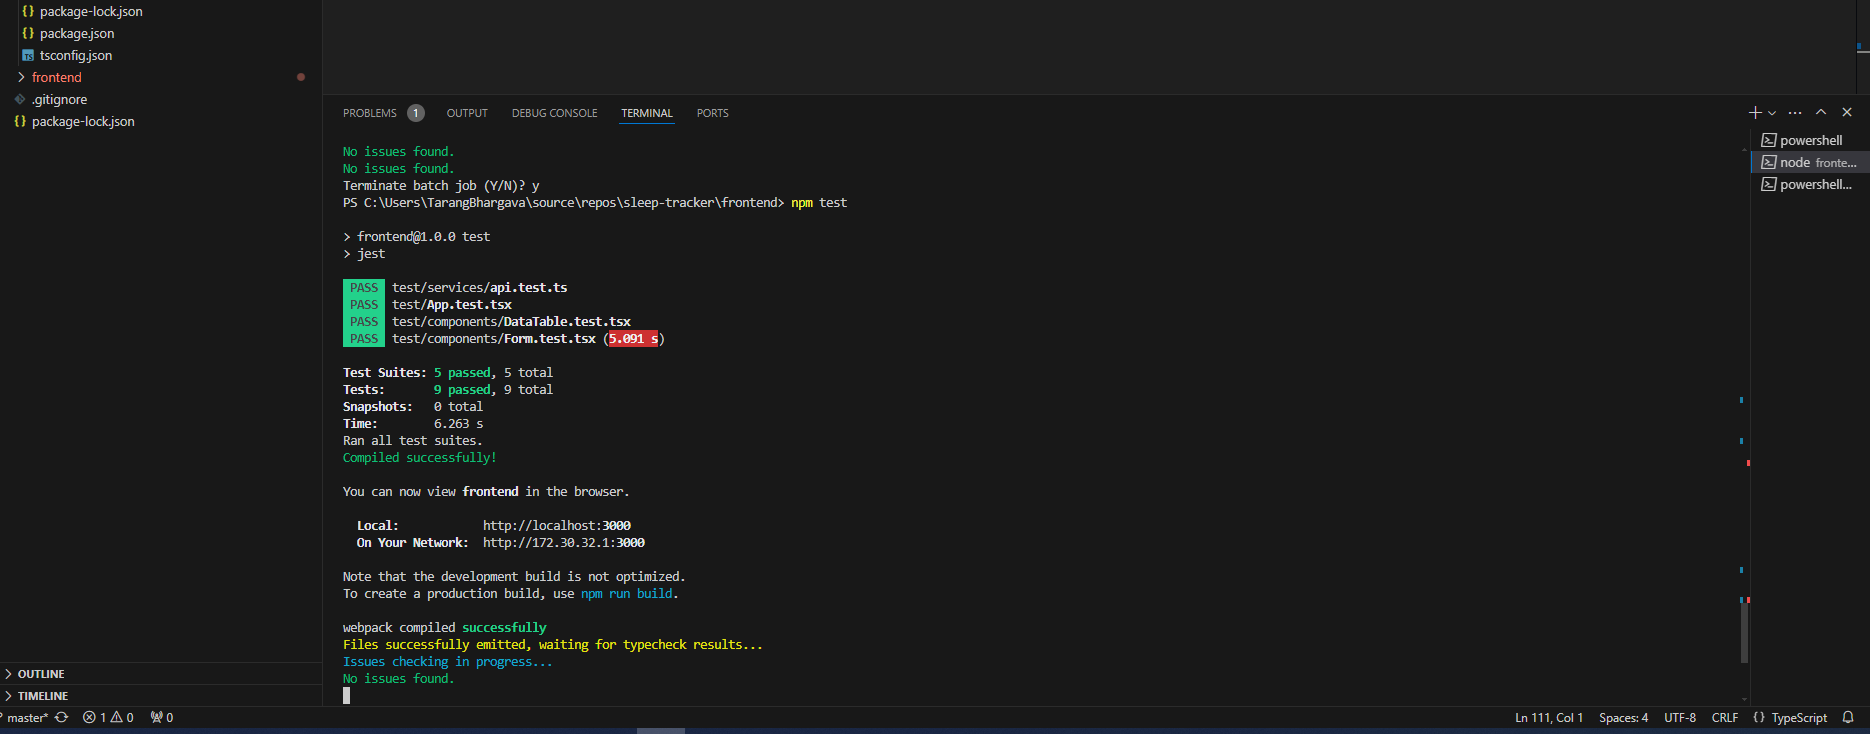 package-lock.json
package.json
tsconfig.json
frontend
.gitignore
package-lock.json
OUTLINE
TIMELINE
PROBLEMS 1 OUTPUT DEBUG CONSOLE TERMINAL PORTS
No issues found.
No issues found.
Terminate batch job (Y/N)? y
PS C:\Users\TarangBhargava\source\repos\sleep-tracker\frontend> npm test
> frontend@1.0.0 test
> jest
PASS test/services/api.test.ts
PASS test/App.test.tsx
PASS test/components/DataTable.test.tsx
PASS test/components/Form.test.tsx (5.091 s)
Test Suites: 5 passed, 5 total
Tests: 9 passed, 9 total
Snapshots: 0 total
Time: 6.263 s
Ran all test suites.
Compiled successfully!
You can now view frontend in the browser.
Local: http://localhost:3000
On Your Network: http://172.30.32.1:3000
Note that the development build is not optimized.
To create a production build, use npm run build.
webpack compiled successfully
Files successfully emitted, waiting for typecheck results...
Issues checking in progress...
No issues found.
powershell
node fronte...
powershell...
master* 1 0 0 Ln 111, Col 1 Spaces: 4 UTF-8 CRLF {} TypeScript